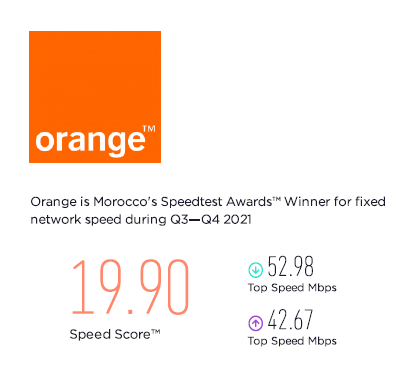 orange™
Orange is Morocco's Speedtest Awards™ Winner for fixed
network speed during Q3—Q4 2021
19.90
Speed Score™
52.98
Top Speed Mbps
42.67
Top Speed Mbps